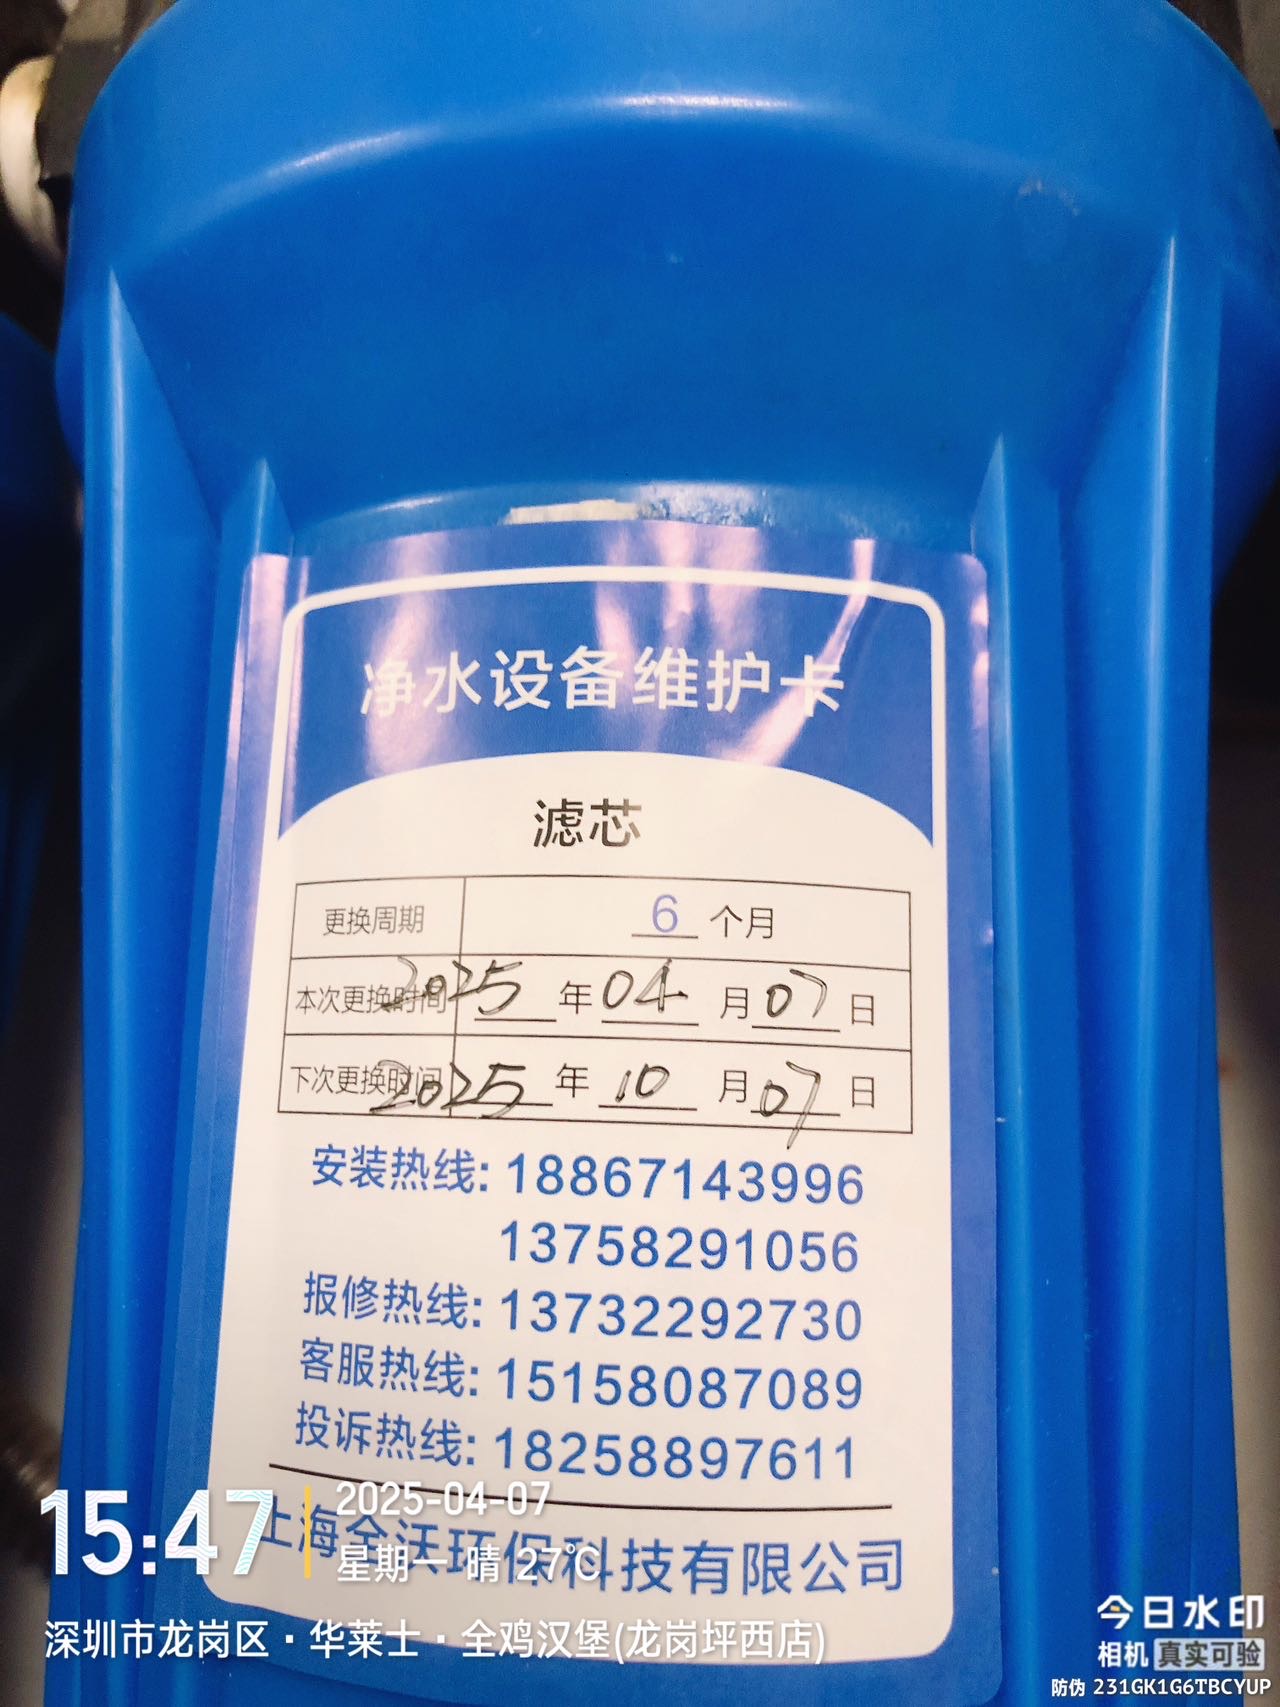 净水设备维护卡
滤芯
更换周期 6 个月
本次更换时间 2025 年 04 月 07 日
下次更换时间 2025 年 10 月 07 日
安装热线: 18867143996
13758291056
报修热线: 13732292730
客服热线: 15158087089
投诉热线: 18258897611
上海全沃环保科技有限公司
15:47
2025-04-07
星期一 晴 27℃
深圳市龙岗区·华莱士·全鸡汉堡(龙岗坪西店)
今日水印
相机 真实可验
防伪 231GK1G6TBCYUP